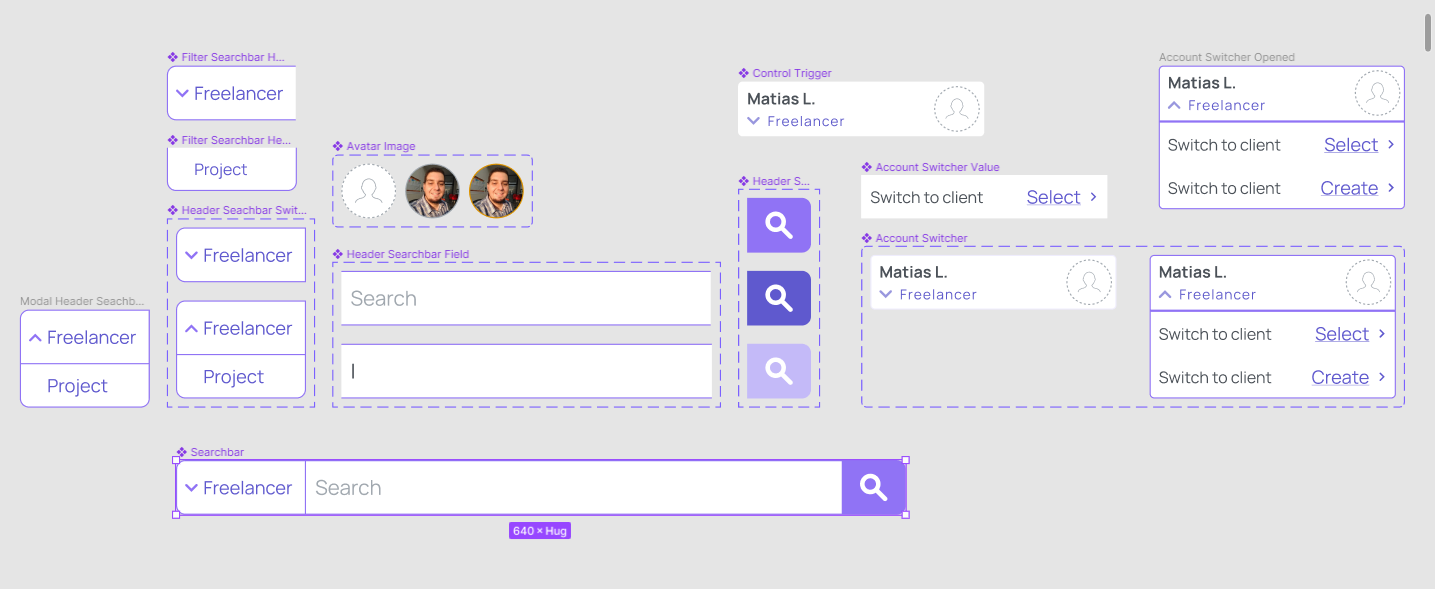 Filter Searchbar H...
Freelancer
Filter Searchbar He...
Project
Header Seachbar Swit...
Freelancer
Freelancer
Project
Modal Header Seachb...
Freelancer
Project
Avatar Image
Header Searchbar Field
Search
Control Trigger
Matias L.
Freelancer
Header S...
Account Switcher Value
Switch to client Select
Account Switcher
Matias L.
Freelancer
Matias L.
Freelancer
Switch to client Select
Switch to client Create
Account Switcher Opened
Matias L.
Freelancer
Switch to client Select
Switch to client Create
Searchbar
Freelancer Search
640 × Hug